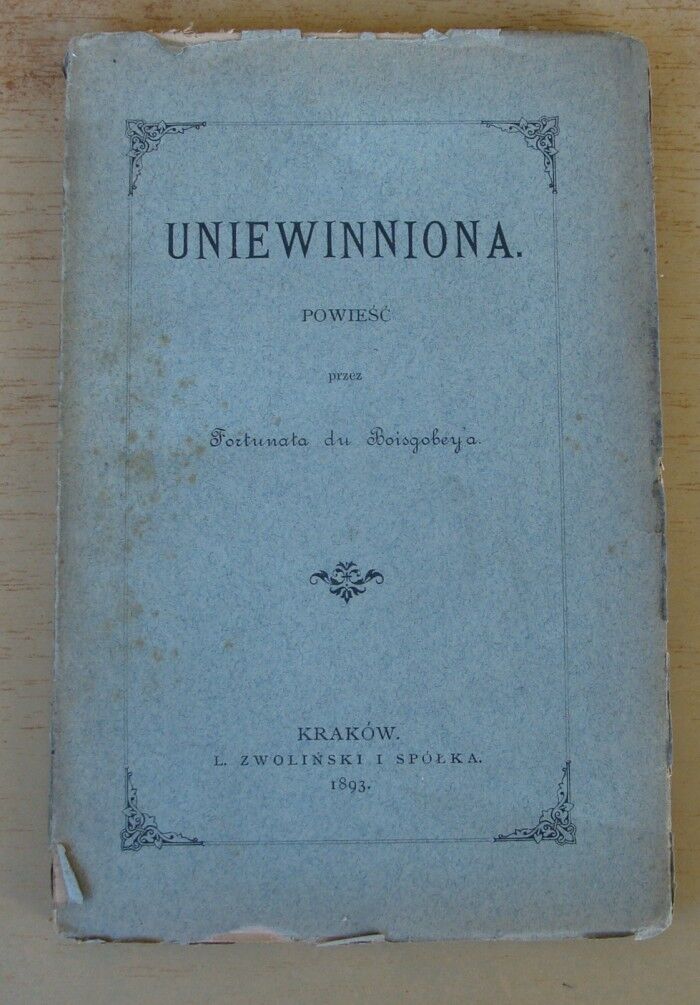 UNIEWINNIONA.
POWIEŚĆ
przez
Fortunata du Boisgobey'a.
KRAKÓW.
L. ZWOLIŃSKI I SPÓŁKA.
1893.